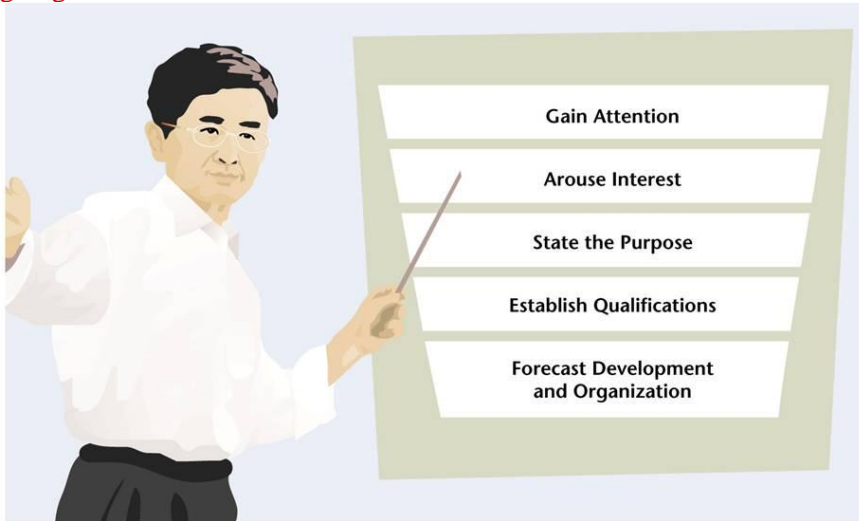 Gain Attention
Arouse Interest
State the Purpose
Establish Qualifications
Forecast Development
and Organization